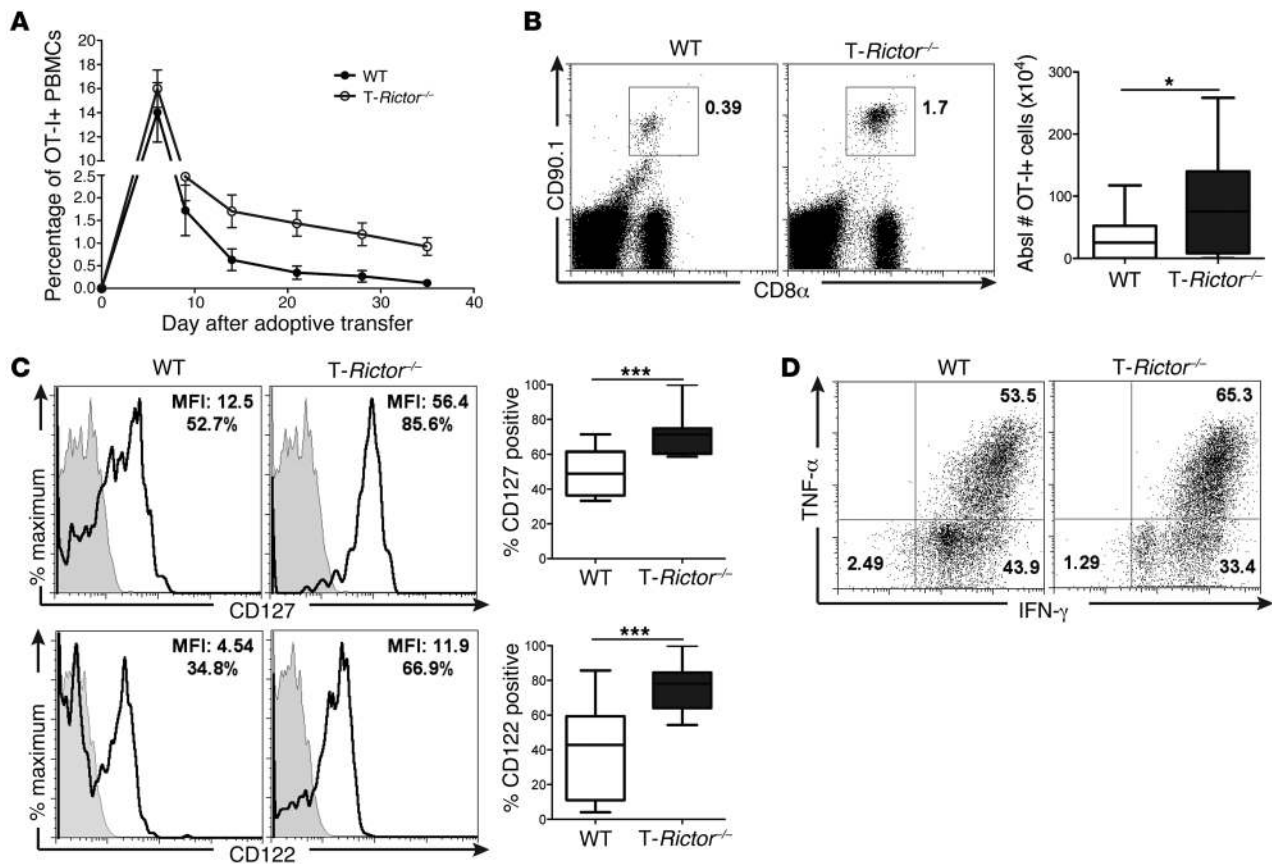 A
Percentage of OT-I+ PBMCs
20
18
16
14
12
10
2.5
2.0
1.5
1.0
0.5
0.0
0
10
20
30
40
Day after adoptive transfer
WT
T-Rictor–/–
B
WT
T-Rictor–/–
0.39
1.7
CD90.1
CD8α
Absl # OT-I+ cells (x10⁴)
300
200
100
0
*
WT
T-Rictor–/–
C
WT
T-Rictor–/–
MFI: 12.5
52.7%
MFI: 56.4
85.6%
% maximum
CD127
% CD127 positive
100
80
60
40
20
0
***
WT
T-Rictor–/–
MFI: 4.54
34.8%
MFI: 11.9
66.9%
% maximum
CD122
% CD122 positive
100
80
60
40
20
0
***
WT
T-Rictor–/–
D
WT
T-Rictor–/–
53.5
65.3
TNF-α
2.49
43.9
1.29
33.4
IFN-γ